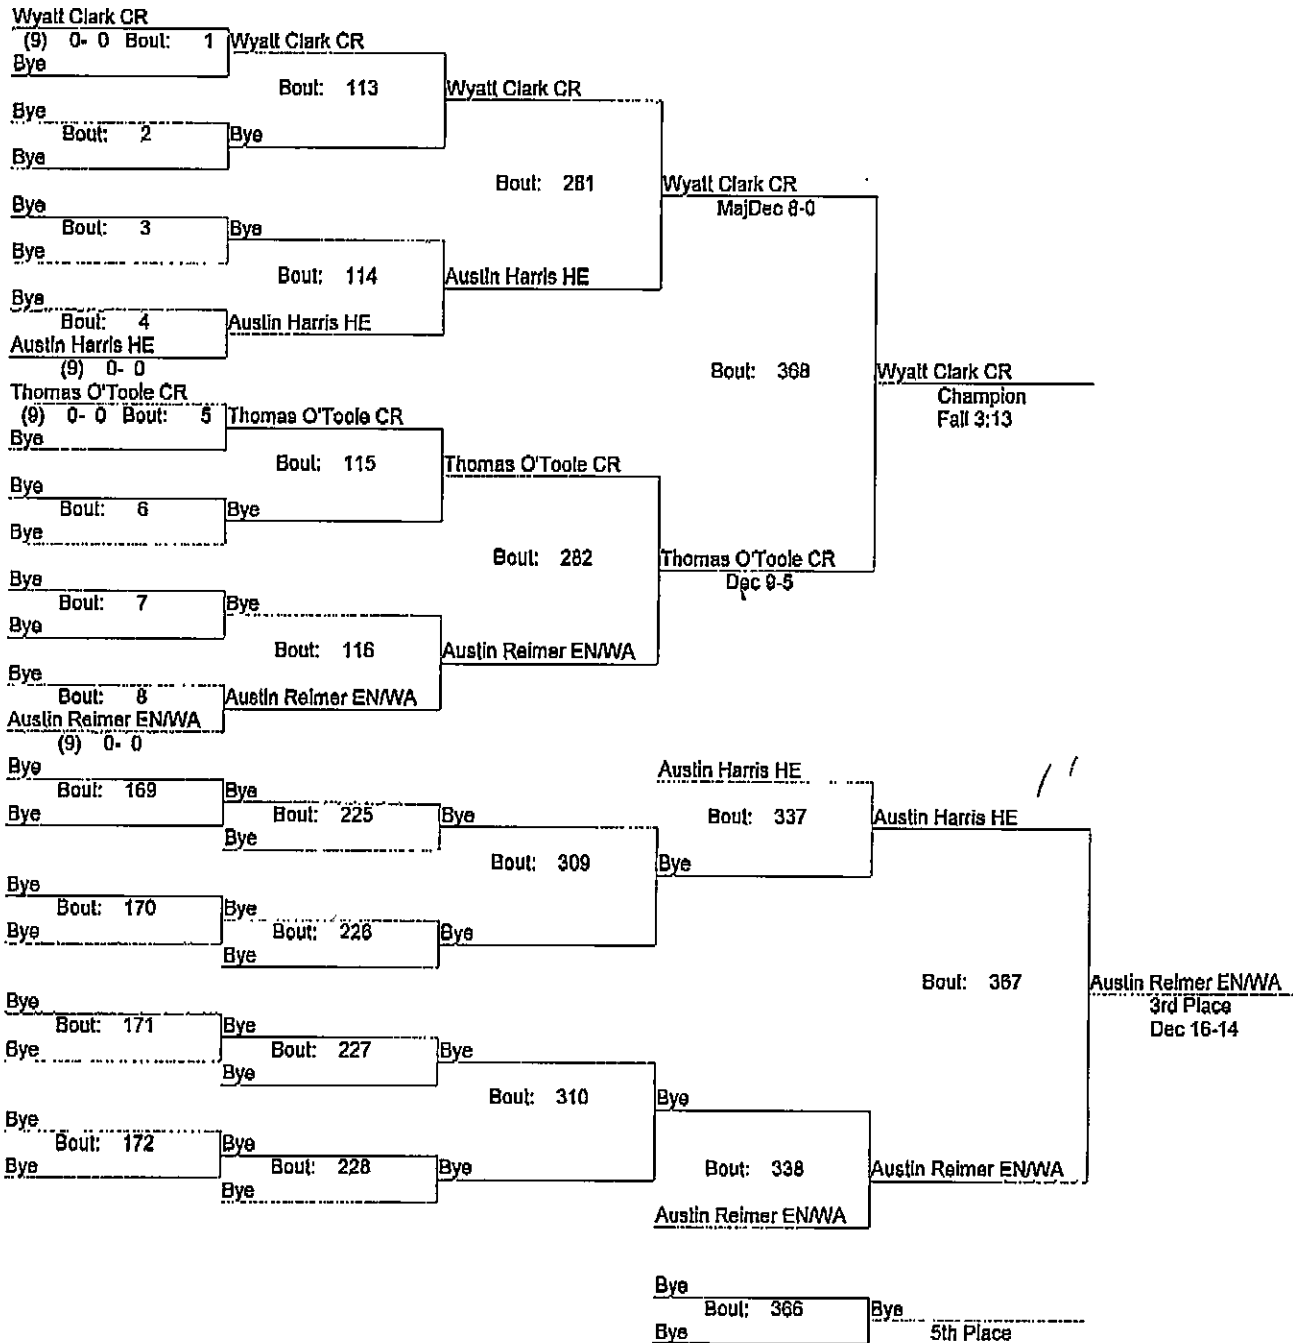 Wyatt Clark CR
(9) 0- 0 Bout: 1 Wyatt Clark CR
Bye
Bout: 113 Wyatt Clark CR
Bye
Bout: 2 Bye
Bye
Bout: 281 Wyatt Clark CR
MajDec 8-0
Bye
Bout: 3 Bye
Bye
Bout: 114 Austin Harris HE
Bye
Bout: 4 Austin Harris HE
Austin Harris HE
(9) 0- 0
Bout: 368 Wyatt Clark CR
Champion
Fall 3:13
Thomas O'Toole CR
(9) 0- 0 Bout: 5 Thomas O'Toole CR
Bye
Bout: 115 Thomas O'Toole CR
Bye
Bout: 6 Bye
Bye
Bout: 282 Thomas O'Toole CR
Dec 9-5
Bye
Bout: 7 Bye
Bye
Bout: 116 Austin Reimer EN/WA
Bye
Bout: 8 Austin Reimer EN/WA
Austin Reimer EN/WA
(9) 0- 0
Bye
Bout: 169 Bye
Bye
Bout: 225 Bye
Bye
Austin Harris HE
Bout: 337 Austin Harris HE
Bout: 309 Bye
Bye
Bout: 170 Bye
Bye
Bout: 226 Bye
Bye
Bout: 367 Austin Reimer EN/WA
3rd Place
Dec 16-14
Bye
Bout: 171 Bye
Bye
Bout: 227 Bye
Bye
Bout: 310 Bye
Bye
Bout: 172 Bye
Bye
Bout: 228 Bye
Bye
Bout: 338 Austin Reimer EN/WA
Austin Reimer EN/WA
Bye
Bout: 366 Bye
Bye
5th Place